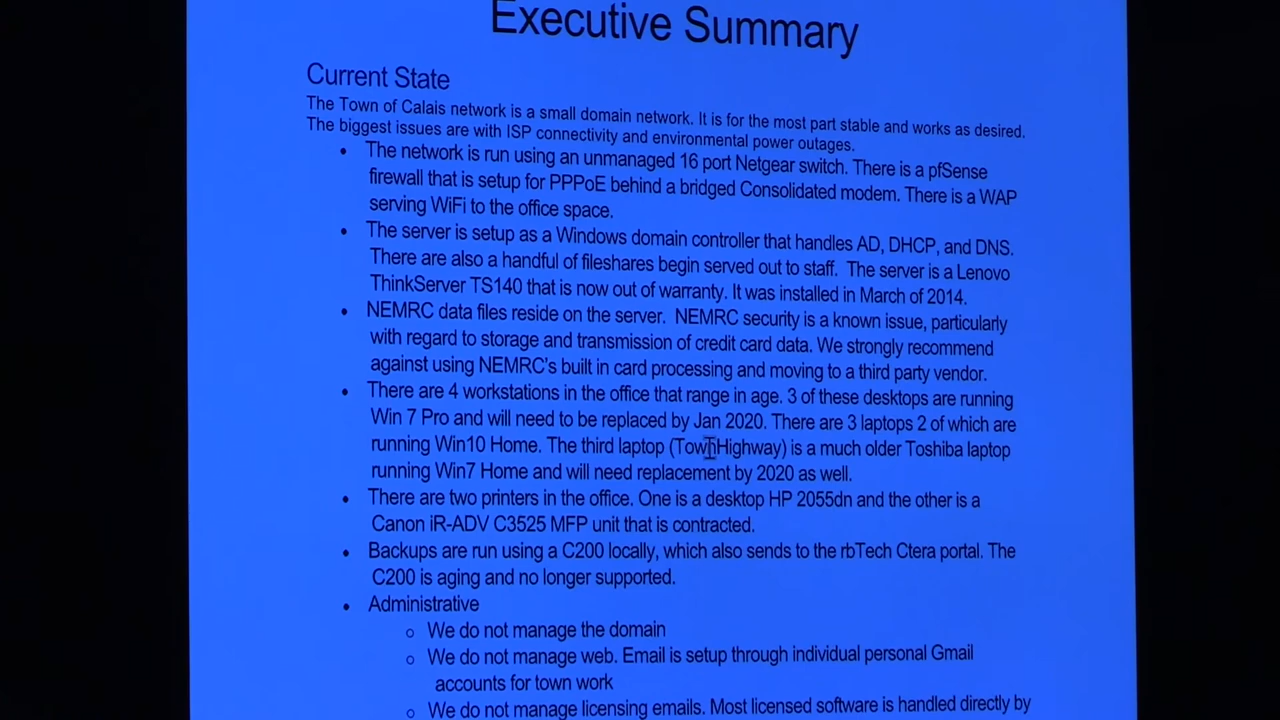 Executive Summary
Current State
The Town of Calais network is a small domain network. It is for the most part stable and works as desired.
The biggest issues are with ISP connectivity and environmental power outages.
• The network is run using an unmanaged 16 port Netgear switch. There is a pfSense
firewall that is setup for PPPoE behind a bridged Consolidated modem. There is a WAP
serving WiFi to the office space.
• The server is setup as a Windows domain controller that handles AD, DHCP, and DNS.
There are also a handful of fileshares begin served out to staff. The server is a Lenovo
ThinkServer TS140 that is now out of warranty. It was installed in March of 2014.
• NEMRC data files reside on the server. NEMRC security is a known issue, particularly
with regard to storage and transmission of credit card data. We strongly recommend
against using NEMRC's built in card processing and moving to a third party vendor.
• There are 4 workstations in the office that range in age. 3 of these desktops are running
Win 7 Pro and will need to be replaced by Jan 2020. There are 3 laptops 2 of which are
running Win10 Home. The third laptop (TownHighway) is a much older Toshiba laptop
running Win7 Home and will need replacement by 2020 as well.
• There are two printers in the office. One is a desktop HP 2055dn and the other is a
Canon iR-ADV C3525 MFP unit that is contracted.
• Backups are run using a C200 locally, which also sends to the rbTech Ctera portal. The
C200 is aging and no longer supported.
• Administrative
o We do not manage the domain
o We do not manage web. Email is setup through individual personal Gmail
accounts for town work
o We do not manage licensing emails. Most licensed software is handled directly by